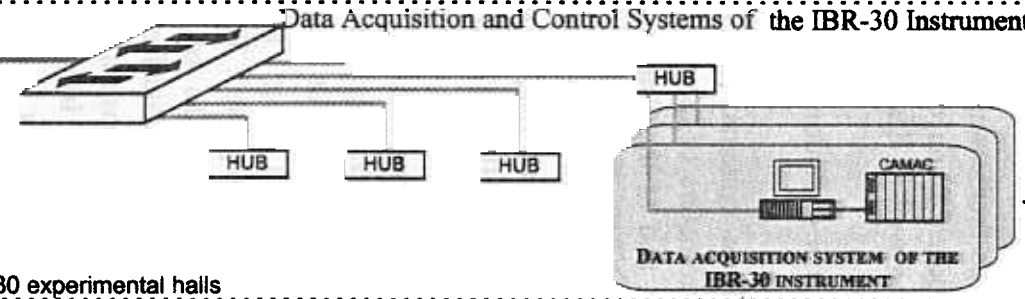 Data Acquisition and Control Systems of the IBR-30 Instrument
HUB
HUB
HUB
HUB
CAMAC
DATA ACQUISITION SYSTEM OF THE
IBR-30 INSTRUMENT
30 experimental halls